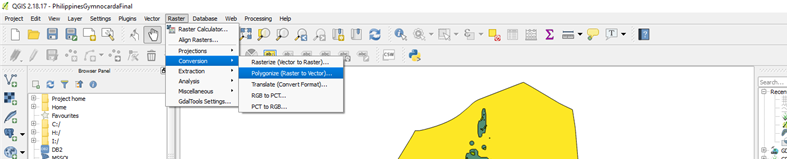 QGIS 2.18.17 - PhilippinesGymnocardaFinal
Project Edit View Layer Settings Plugins Vector Raster Database Web Processing Help
Raster Calculator...
Align Rasters...
Projections
Conversion
Extraction
Analysis
Miscellaneous
GdalTools Settings...
Rasterize (Vector to Raster)...
Polygonize (Raster to Vector)...
Translate (Convert Format)...
RGB to PCT...
PCT to RGB...
CSW
Browser Panel
Project home
Home
Favourites
C:/
H:/
I:/
DB2
MSSQL
Search...
Recen